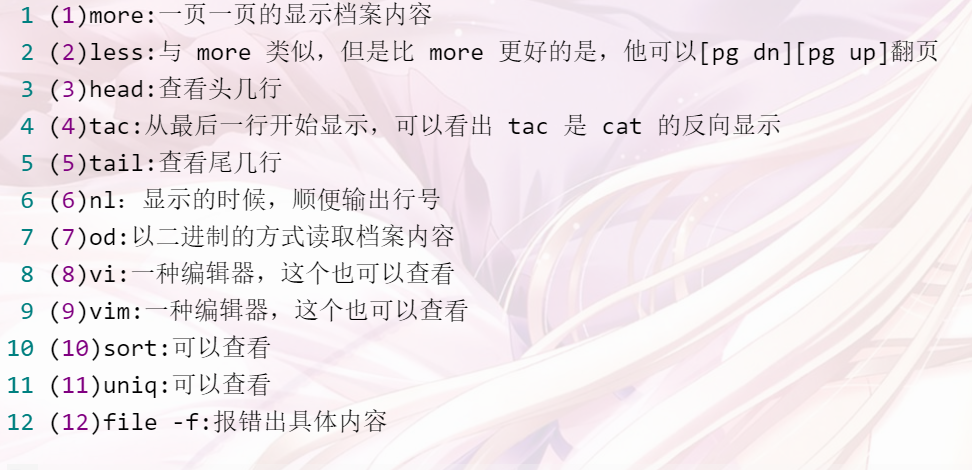 1 (1)more:一页一页的显示档案内容
2 (2)less:与 more 类似，但是比 more 更好的是，他可以[pg dn][pg up]翻页
3 (3)head:查看头几行
4 (4)tac:从最后一行开始显示，可以看出 tac 是 cat 的反向显示
5 (5)tail:查看尾几行
6 (6)nl: 显示的时候，顺便输出行号
7 (7)od:以二进制的方式读取档案内容
8 (8)vi:一种编辑器，这个也可以查看
9 (9)vim:一种编辑器，这个也可以查看
10 (10)sort:可以查看
11 (11)uniq:可以查看
12 (12)file -f:报错出具体内容